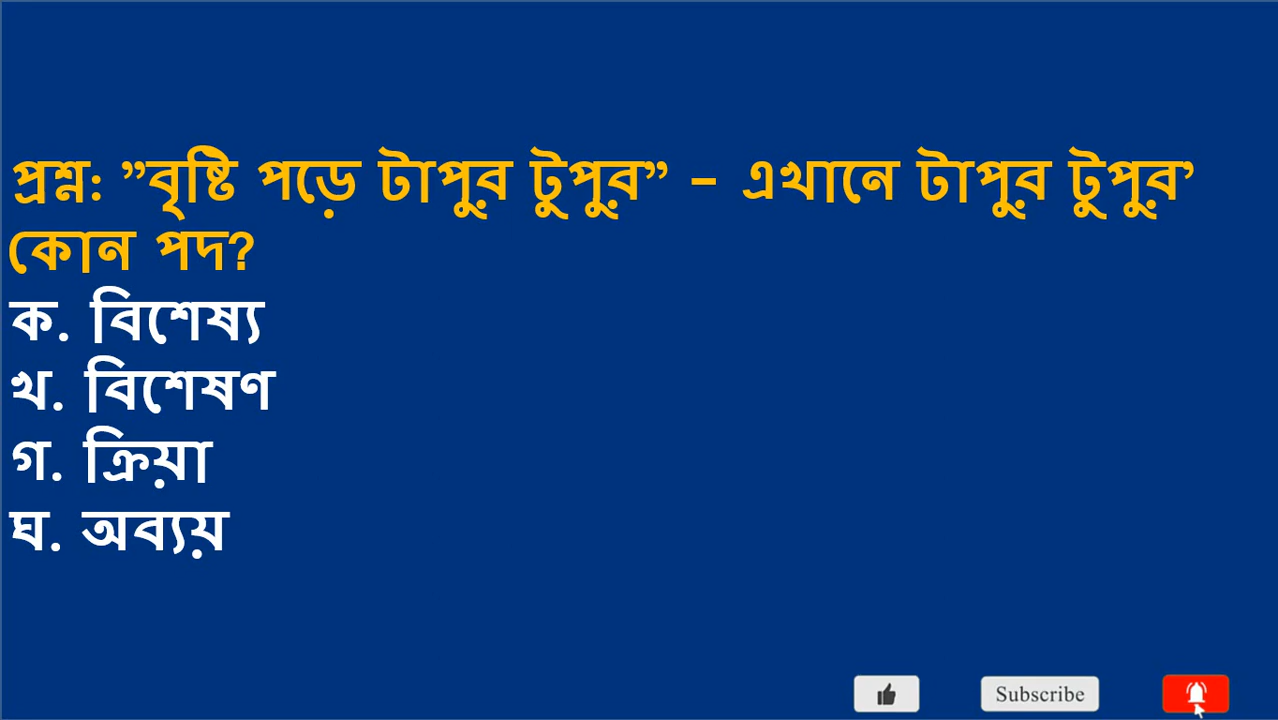 প্রশ্ন: ”বৃষ্টি পড়ে টাপুর টুপুর” – এখানে টাপুর টুপুর’
কোন পদ?
ক. বিশেষ্য
খ. বিশেষণ
গ. ক্রিয়া
ঘ. অব্যয়
Subscribe